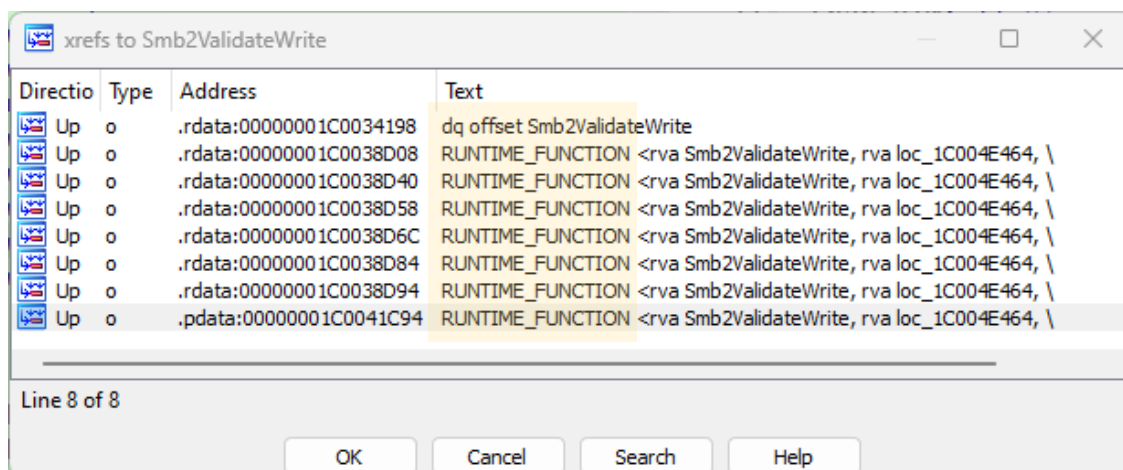 xrefs to Smb2ValidateWrite
Directio Type Address Text
Up o .rdata:00000001C0034198 dq offset Smb2ValidateWrite
Up o .rdata:00000001C0038D08 RUNTIME_FUNCTION <rva Smb2ValidateWrite, rva loc_1C004E464, \
Up o .rdata:00000001C0038D40 RUNTIME_FUNCTION <rva Smb2ValidateWrite, rva loc_1C004E464, \
Up o .rdata:00000001C0038D58 RUNTIME_FUNCTION <rva Smb2ValidateWrite, rva loc_1C004E464, \
Up o .rdata:00000001C0038D6C RUNTIME_FUNCTION <rva Smb2ValidateWrite, rva loc_1C004E464, \
Up o .rdata:00000001C0038D84 RUNTIME_FUNCTION <rva Smb2ValidateWrite, rva loc_1C004E464, \
Up o .rdata:00000001C0038D94 RUNTIME_FUNCTION <rva Smb2ValidateWrite, rva loc_1C004E464, \
Up o .pdata:00000001C0041C94 RUNTIME_FUNCTION <rva Smb2ValidateWrite, rva loc_1C004E464, \
Line 8 of 8
OK Cancel Search Help